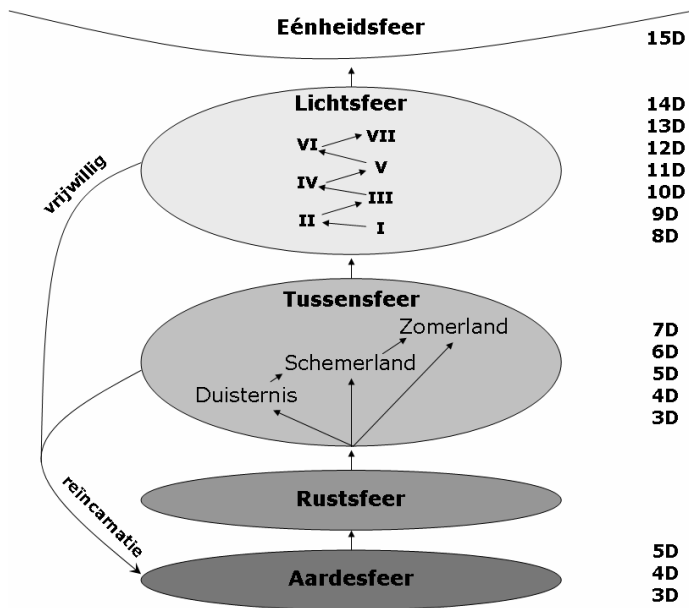 Eénheidsfeer
15D
Lichtsfeer
14D
13D
12D
11D
10D
9D
8D
VII
VI
V
IV
III
II
I
vrijwillig
Tussensfeer
Zomerland
Schemerland
Duisternis
7D
6D
5D
4D
3D
Rustsfeer
reïncarnatie
Aardesfeer
5D
4D
3D